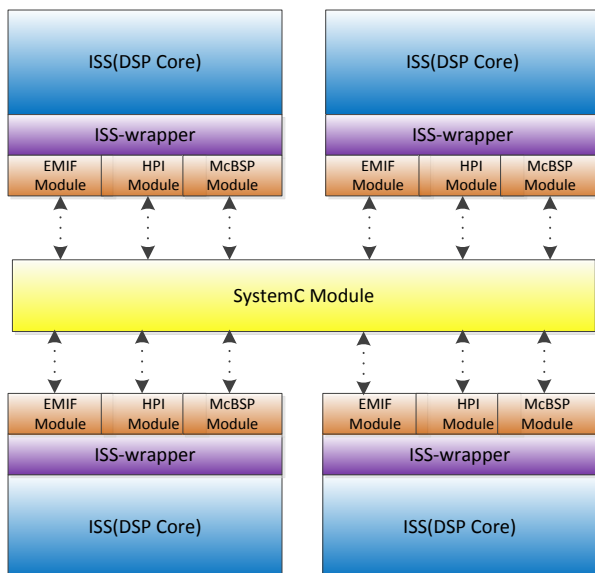 ISS(DSP Core)
ISS(DSP Core)
ISS-wrapper
ISS-wrapper
EMIF
Module
HPI
Module
McBSP
Module
EMIF
Module
HPI
Module
McBSP
Module
SystemC Module
EMIF
Module
HPI
Module
McBSP
Module
EMIF
Module
HPI
Module
McBSP
Module
ISS-wrapper
ISS-wrapper
ISS(DSP Core)
ISS(DSP Core)